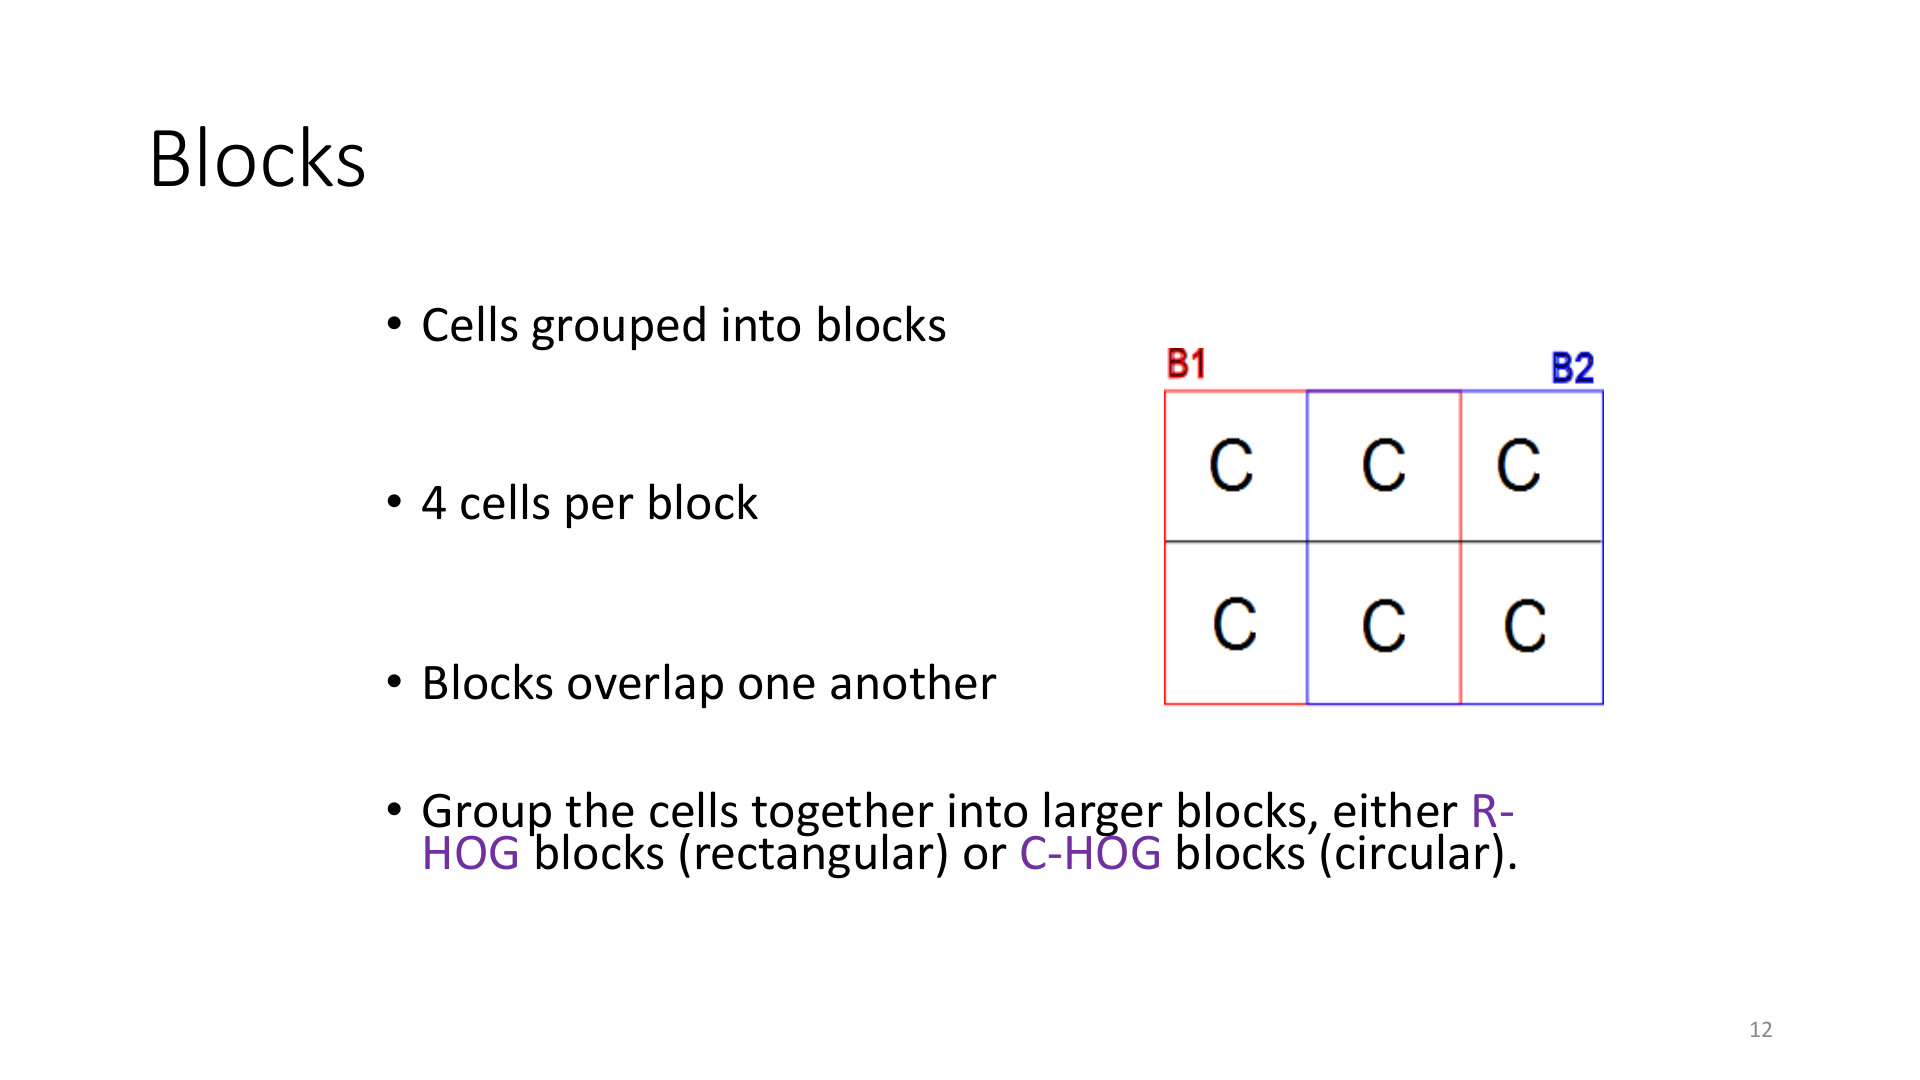 Blocks
• Cells grouped into blocks
• 4 cells per block
• Blocks overlap one another
B1 B2
C C C
C C C
• Group the cells together into larger blocks, either R-
HOG blocks (rectangular) or C-HOG blocks (circular).
12